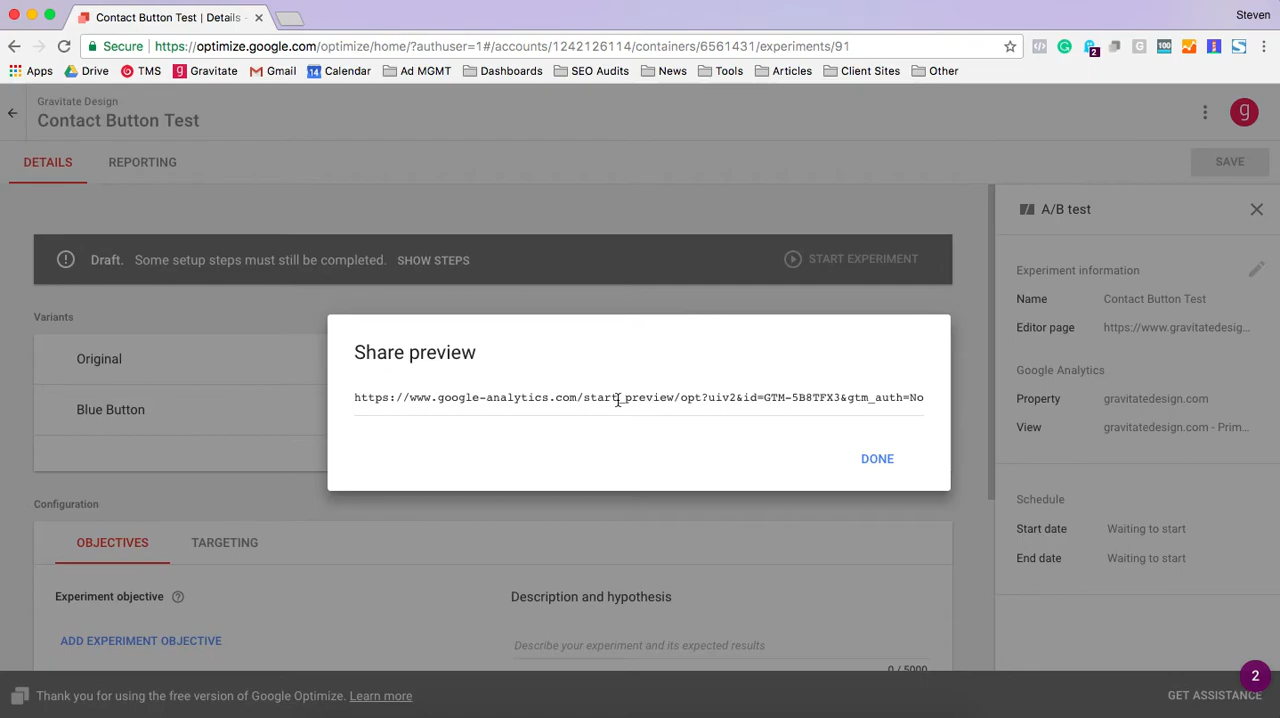 Contact Button Test | Details -
Steven
Secure
https://optimize.google.com/optimize/home/?authuser=1#/accounts/1242126114/containers/6561431/experiments/91
G
100
2
S
Apps
Drive
TMS
Gravitate
Gmail
14
Calendar
Ad MGMT
Dashboards
SEO Audits
News
Tools
Articles
Client Sites
Other
Gravitate Design
Contact Button Test
g
DETAILS
REPORTING
SAVE
A/B test
Draft. Some setup steps must still be completed. SHOW STEPS
START EXPERIMENT
Experiment information
Name
Contact Button Test
Editor page
https://www.gravitatedesig...
Variants
Original
Blue Button
Share preview
https://www.google-analytics.com/start_preview/opt?uiv2&id=GTM-5B8TFX3&gtm_auth=No
DONE
Google Analytics
Property
gravitatedesign.com
View
gravitatedesign.com - Prim...
Schedule
Start date
Waiting to start
End date
Waiting to start
Configuration
OBJECTIVES
TARGETING
Experiment objective
Description and hypothesis
ADD EXPERIMENT OBJECTIVE
Describe your experiment and its expected results
0 / 5000
Thank you for using the free version of Google Optimize. Learn more
2
GET ASSISTANCE